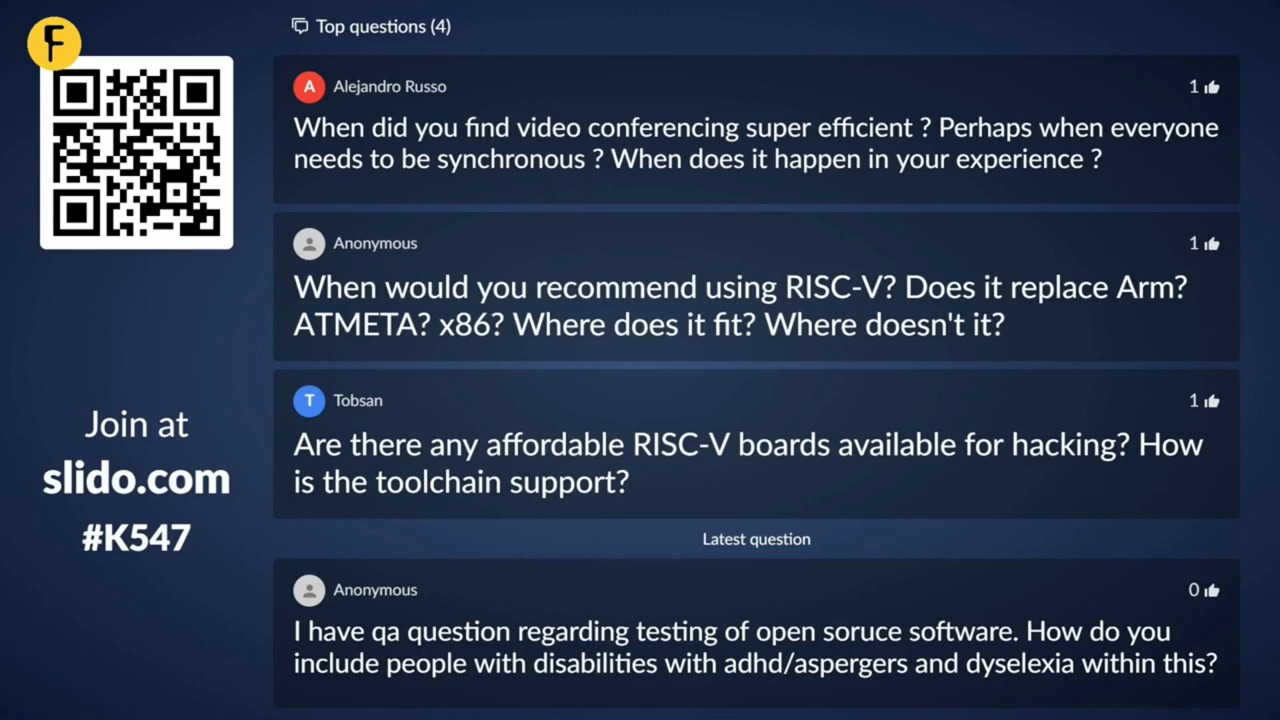 F
Top questions (4)
A Alejandro Russo 1
When did you find video conferencing super efficient ? Perhaps when everyone
needs to be synchronous ? When does it happen in your experience ?
Anonymous 1
When would you recommend using RISC-V? Does it replace Arm?
ATMETA? x86? Where does it fit? Where doesn't it?
T Tobsan 1
Are there any affordable RISC-V boards available for hacking? How
is the toolchain support?
Latest question
Anonymous 0
I have qa question regarding testing of open soruce software. How do you
include people with disabilities with adhd/aspergers and dyselexia within this?
Join at
slido.com
#K547